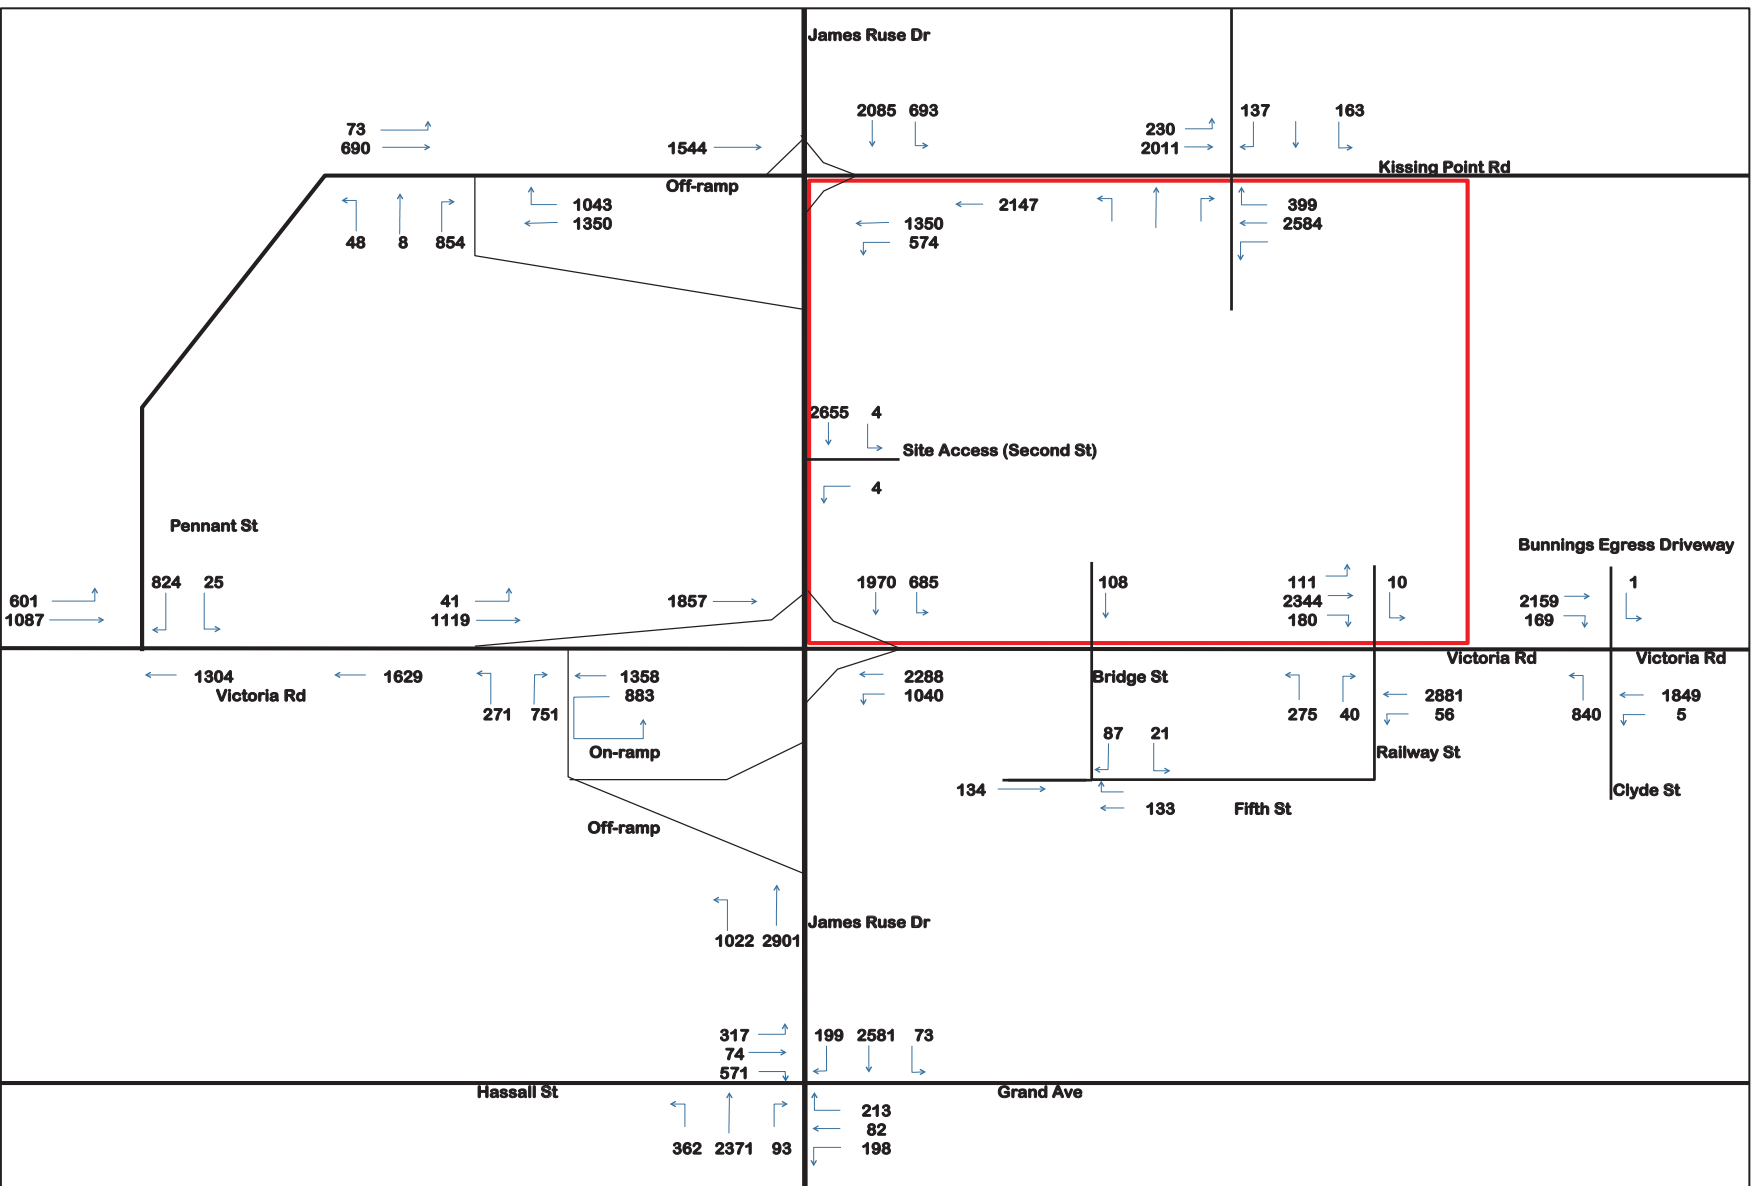 James Ruse Dr
2085 693
137 163
73
230
690
1544
2011
Kissing Point Rd
Off-ramp
1043
2147
399
1350
1350
2584
48 8 854
574
2655 4
Site Access (Second St)
4
Pennant St
Bunnings Egress Driveway
824 25
1970 685
108
111
10
1
601
41
1857
2344
2159
1087
1119
180
169
Victoria Rd
Victoria Rd
1304
1629
1358
2288
Bridge St
Victoria Rd
883
1040
2881
1849
271 751
275 40
56
840
5
87 21
On-ramp
Railway St
134
Clyde St
133
Fifth St
Off-ramp
James Ruse Dr
1022 2901
317
199 2581 73
74
571
Hassall St
Grand Ave
213
82
362 2371 93
198